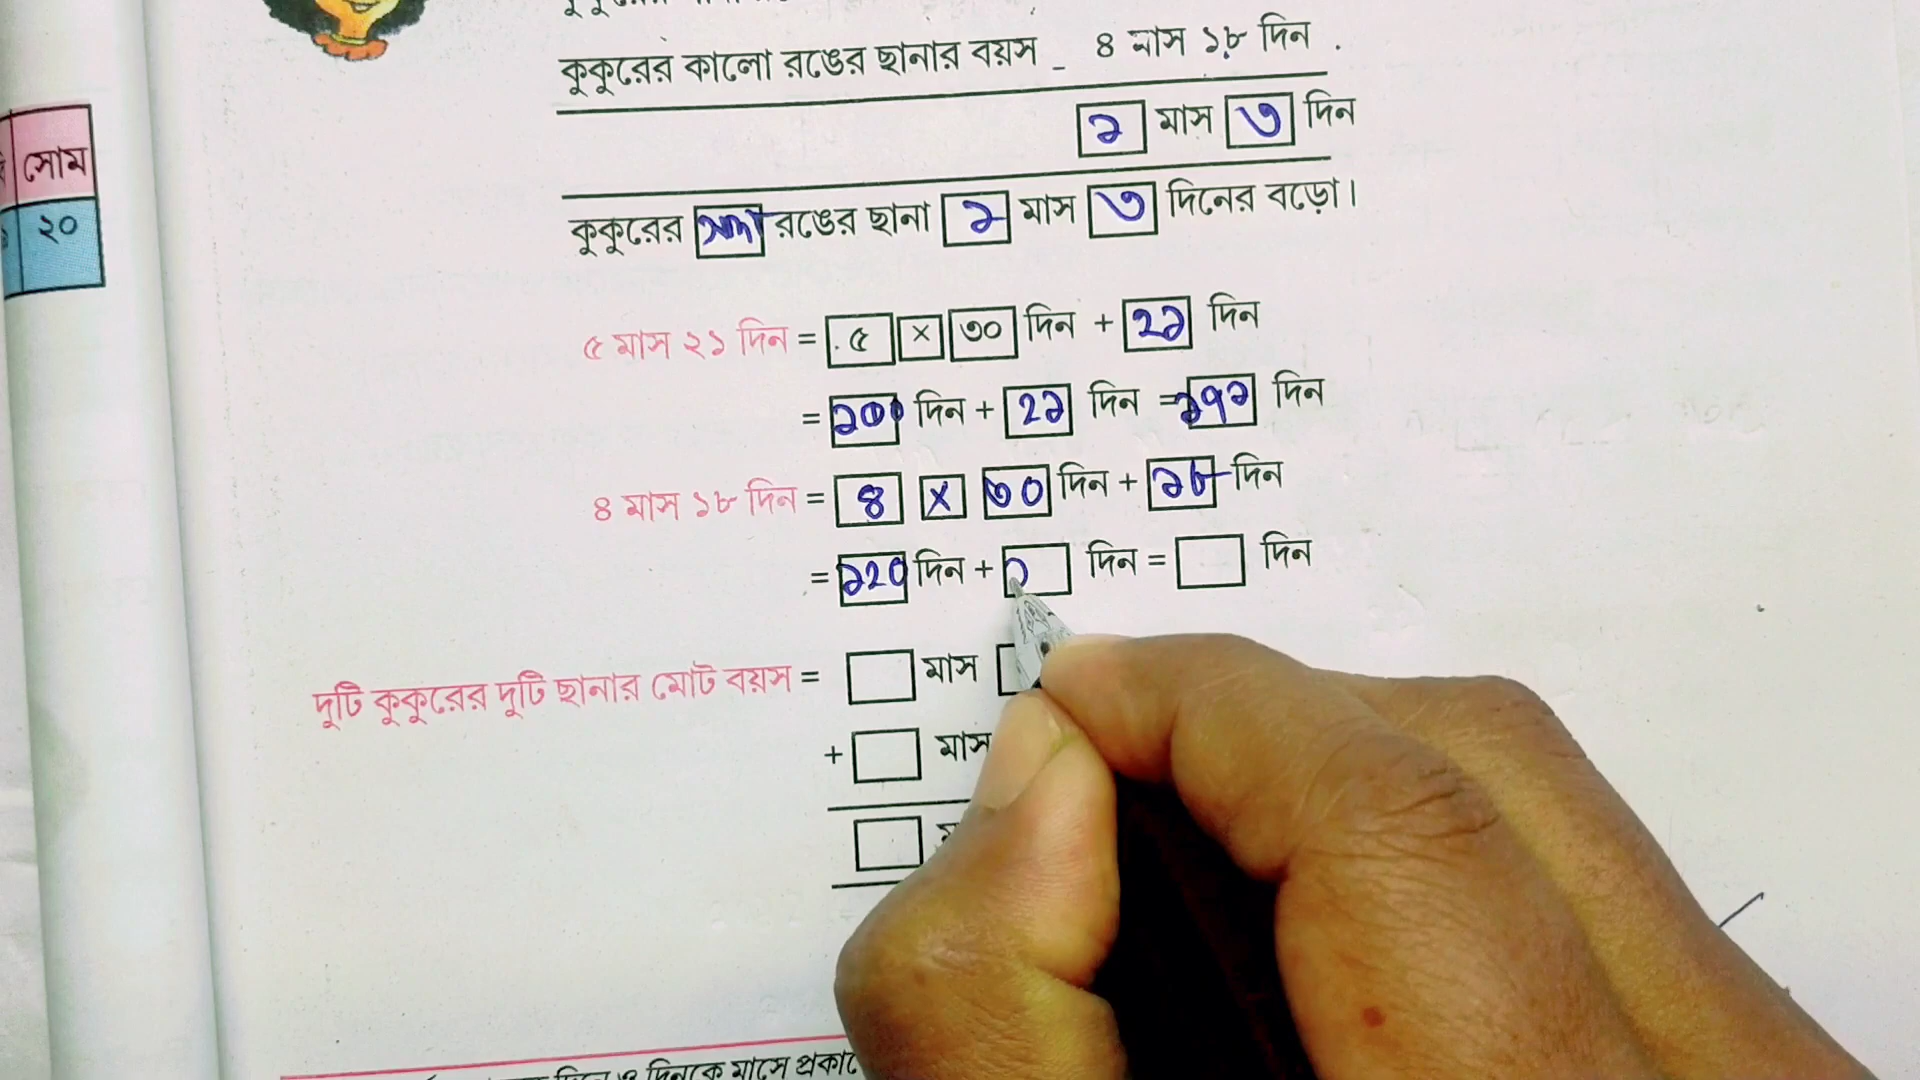 কুকুরের কালো রঙের ছানার বয়স _ ৪ মাস ১৮ দিন .
১ মাস ৩ দিন
সোম
২০
কুকুরের সাদা রঙের ছানা ১ মাস ৩ দিনের বড়ো।
৫ মাস ২১ দিন = ৫ × ৩০ দিন + ২১ দিন
= ১৫০ দিন + ২১ দিন = ১৭১ দিন
৪ মাস ১৮ দিন = ৪ × ৩০ দিন + ১৮ দিন
= ১২০ দিন + ১ দিন = দিন
দুটি কুকুরের দুটি ছানার মোট বয়স = মাস
+ মাস
দিনকে মাসে